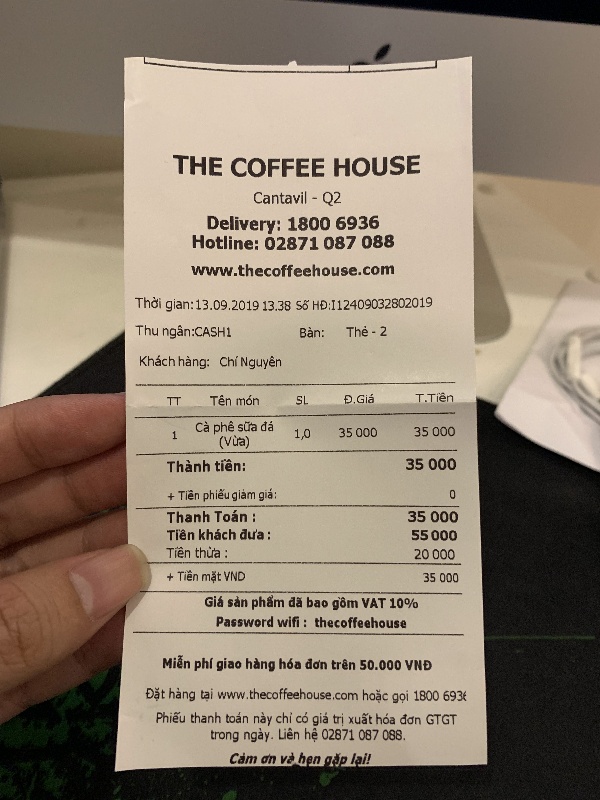 THE COFFEE HOUSE
Cantavil - Q2
Delivery: 1800 6936
Hotline: 02871 087 088
www.thecoffeehouse.com
Thời gian:13.09.2019 13.38 Số HĐ:I12409032802019
Thu ngân:CASH1 Bàn: Thẻ - 2
Khách hàng: Chí Nguyên
TT Tên món SL Đ.Giá T.Tiền
1 Cà phê sữa đá 1,0 35 000 35 000
(Vừa)
Thành tiền: 35 000
+ Tiền phiếu giảm giá: 0
Thanh Toán : 35 000
Tiền khách đưa : 55 000
Tiền thừa : 20 000
+ Tiền mặt VND 35 000
Giá sản phẩm đã bao gồm VAT 10%
Password wifi : thecoffeehouse
Miễn phí giao hàng hóa đơn trên 50.000 VNĐ
Đặt hàng tại www.thecoffeehouse.com hoặc gọi 1800 6936
Phiếu thanh toán này chỉ có giá trị xuất hóa đơn GTGT
trong ngày. Liên hệ 02871 087 088.
Cảm ơn và hẹn gặp lại!